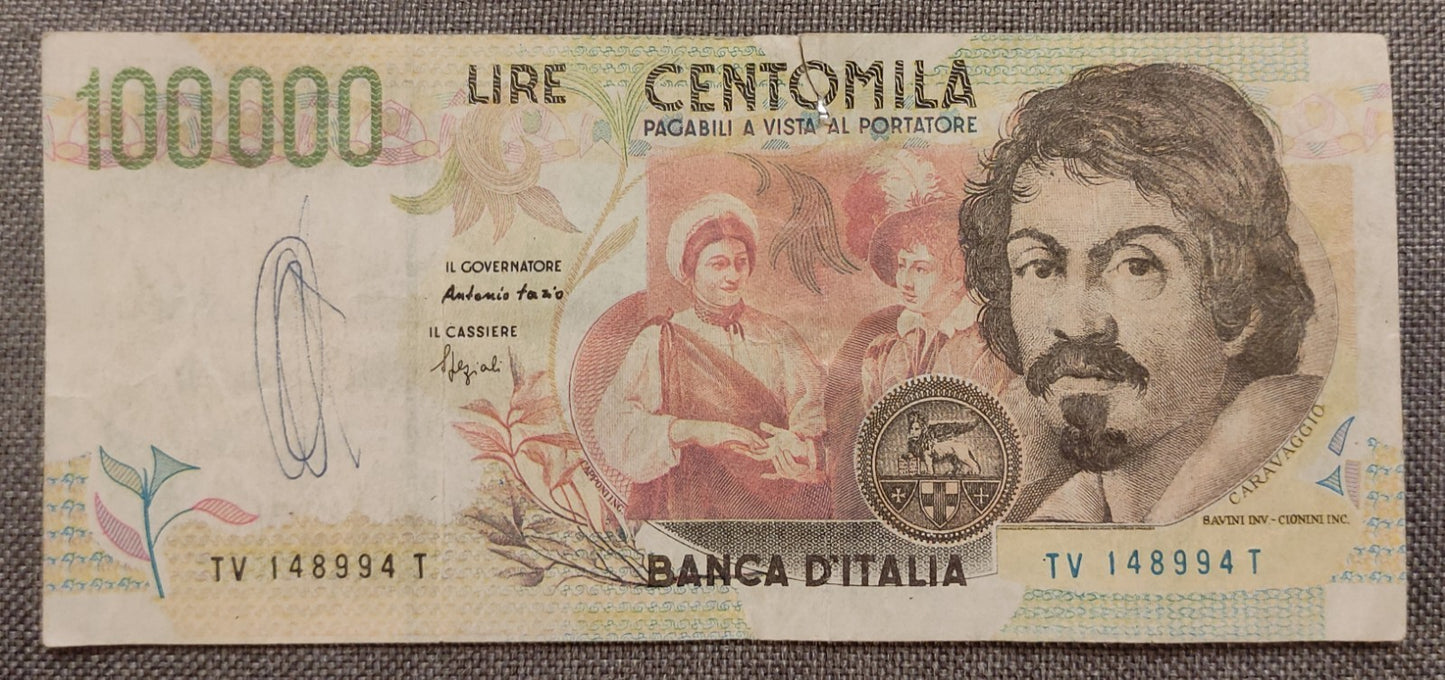 100000
LIRE CENTOMILA
PAGABILI A VISTA AL PORTATORE
IL GOVERNATORE
Antonio Fazio
IL CASSIERE
Speziali
CARAVAGGIO
SAVINI INV - CIONINI INC.
TV 148994 T
BANCA D'ITALIA
TV 148994 T